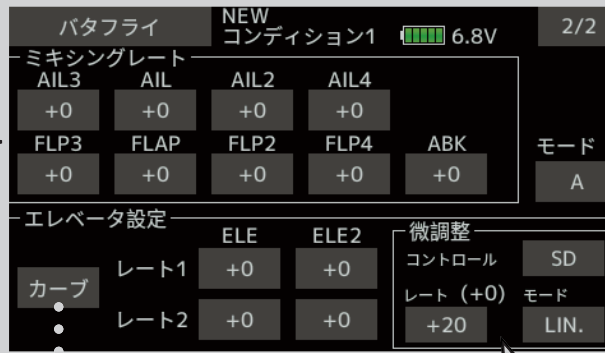 バタフライ
NEW
コンディション1
6.8V
2/2
ミキシングレート
AIL3 AIL AIL2 AIL4
+0 +0 +0 +0
FLP3 FLAP FLP2 FLP4 ABK
+0 +0 +0 +0 +0
モード
A
エレベータ設定
ELE ELE2
カーブ
レート1 +0 +0
レート2 +0 +0
微調整
コントロール SD
レート (+0) モード
+20 LIN.